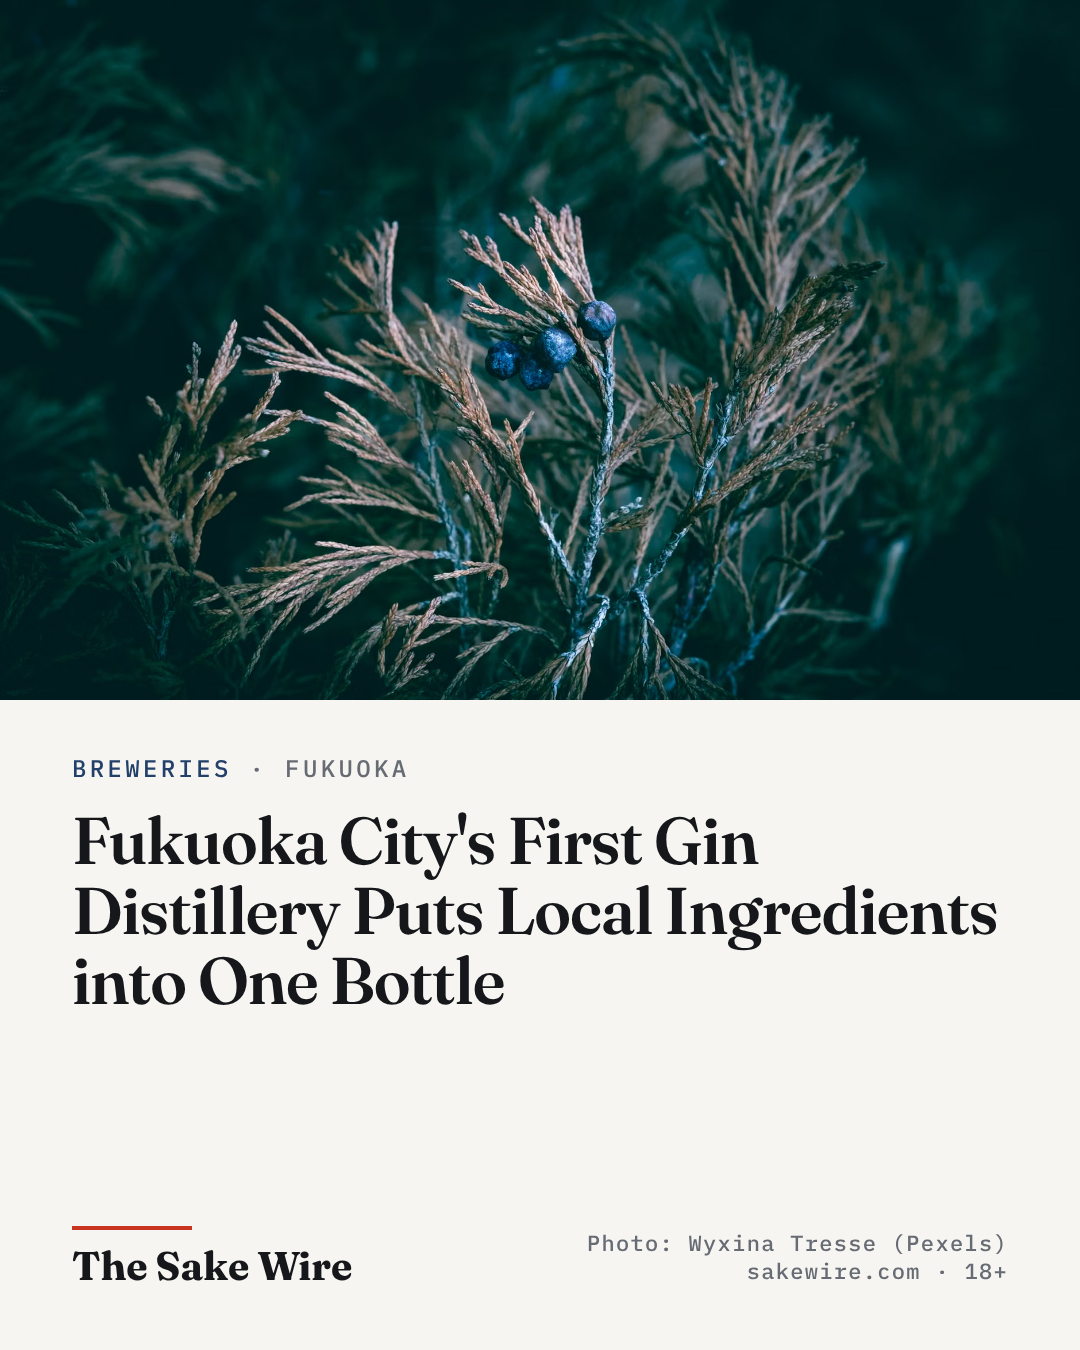 BREWERIES · FUKUOKA
Fukuoka City's First Gin
Distillery Puts Local Ingredients
into One Bottle
The Sake Wire
Photo: Wyxina Tresse (Pexels)
sakewire.com · 18+